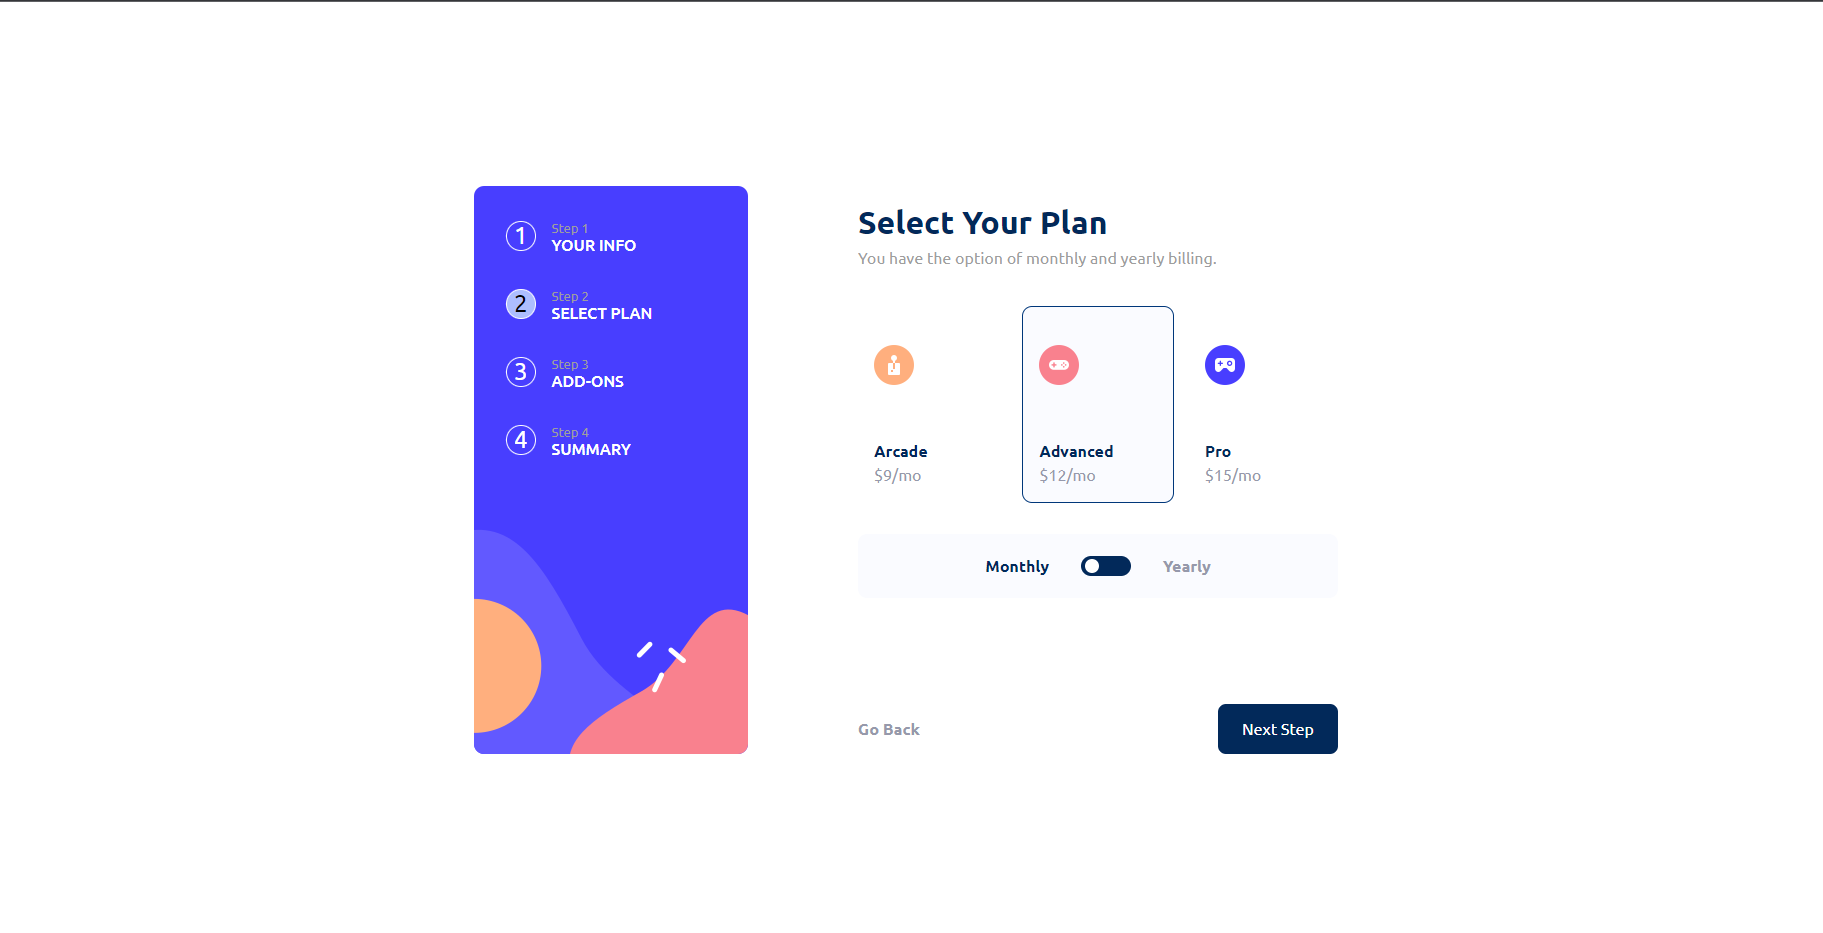 1
Step 1
YOUR INFO
2
Step 2
SELECT PLAN
3
Step 3
ADD-ONS
4
Step 4
SUMMARY
Select Your Plan
You have the option of monthly and yearly billing.
Arcade
$9/mo
Advanced
$12/mo
Pro
$15/mo
Monthly
Yearly
Go Back
Next Step